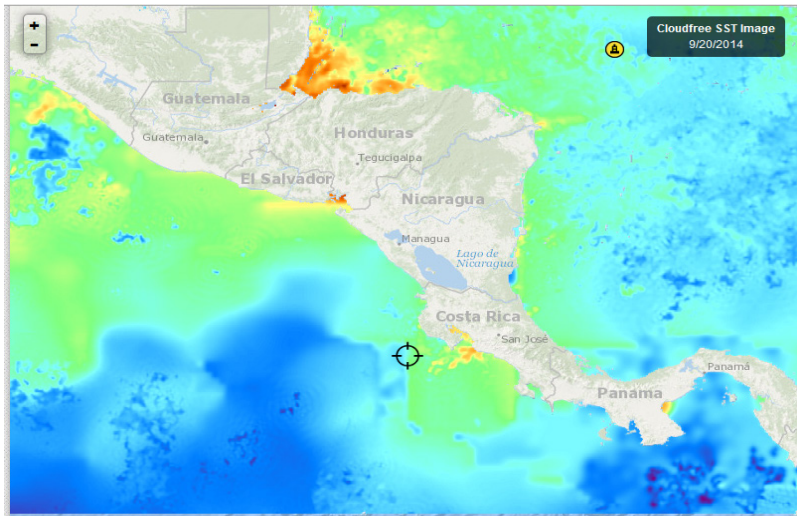 +
Cloudfree SST Image
-
9/20/2014
Guatemala
Honduras
Guatemala
Tegucigalpa
El Salvador
Nicaragua
Managua
Lago de
Nicaragua
Costa Rica
San José
Panamá
Panama